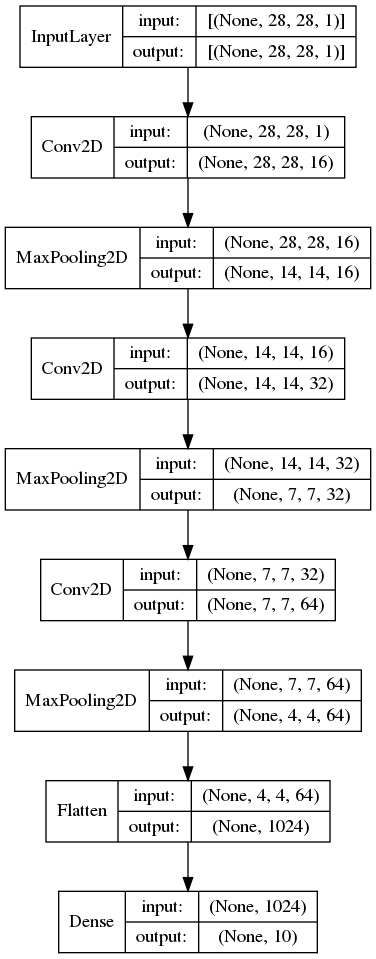 InputLayer
input: [(None, 28, 28, 1)]
output: [(None, 28, 28, 1)]
Conv2D
input: (None, 28, 28, 1)
output: (None, 28, 28, 16)
MaxPooling2D
input: (None, 28, 28, 16)
output: (None, 14, 14, 16)
Conv2D
input: (None, 14, 14, 16)
output: (None, 14, 14, 32)
MaxPooling2D
input: (None, 14, 14, 32)
output: (None, 7, 7, 32)
Conv2D
input: (None, 7, 7, 32)
output: (None, 7, 7, 64)
MaxPooling2D
input: (None, 7, 7, 64)
output: (None, 4, 4, 64)
Flatten
input: (None, 4, 4, 64)
output: (None, 1024)
Dense
input: (None, 1024)
output: (None, 10)